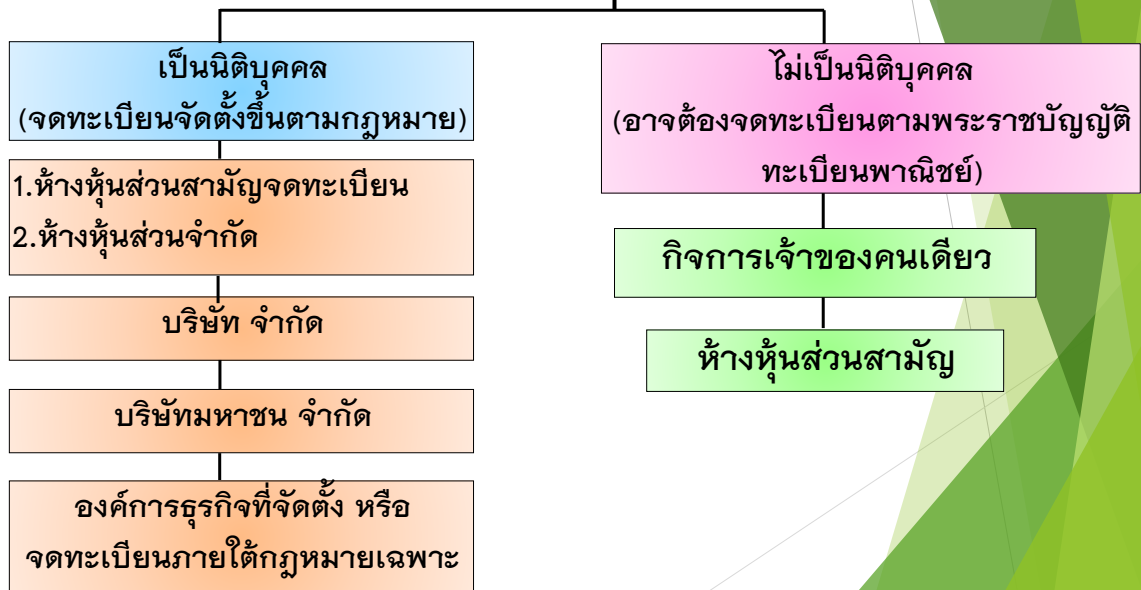 เป็นนิติบุคคล
(จดทะเบียนจัดตั้งขึ้นตามกฎหมาย)
1.ห้างหุ้นส่วนสามัญจดทะเบียน
2.ห้างหุ้นส่วนจำกัด
บริษัท จำกัด
บริษัทมหาชน จำกัด
องค์การธุรกิจที่จัดตั้ง หรือ
จดทะเบียนภายใต้กฎหมายเฉพาะ
ไม่เป็นนิติบุคคล
(อาจต้องจดทะเบียนตามพระราชบัญญัติ
ทะเบียนพาณิชย์)
กิจการเจ้าของคนเดียว
ห้างหุ้นส่วนสามัญ